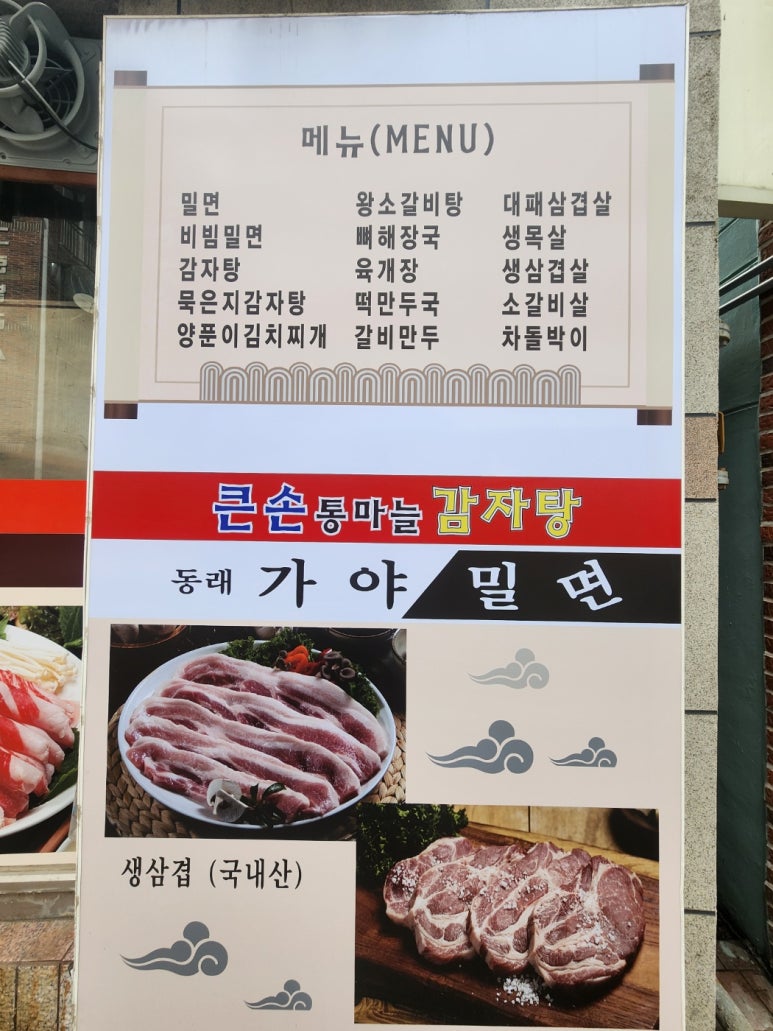 메뉴(MENU)
밀면 왕소갈비탕 대패삼겹살
비빔밀면 뼈해장국 생목살
감자탕 육개장 생삼겹살
묵은지감자탕 떡만두국 소갈비살
양푼이김치찌개 갈비만두 차돌박이
큰손통마늘감자탕
동래 가야밀면
생삼겹 (국내산)